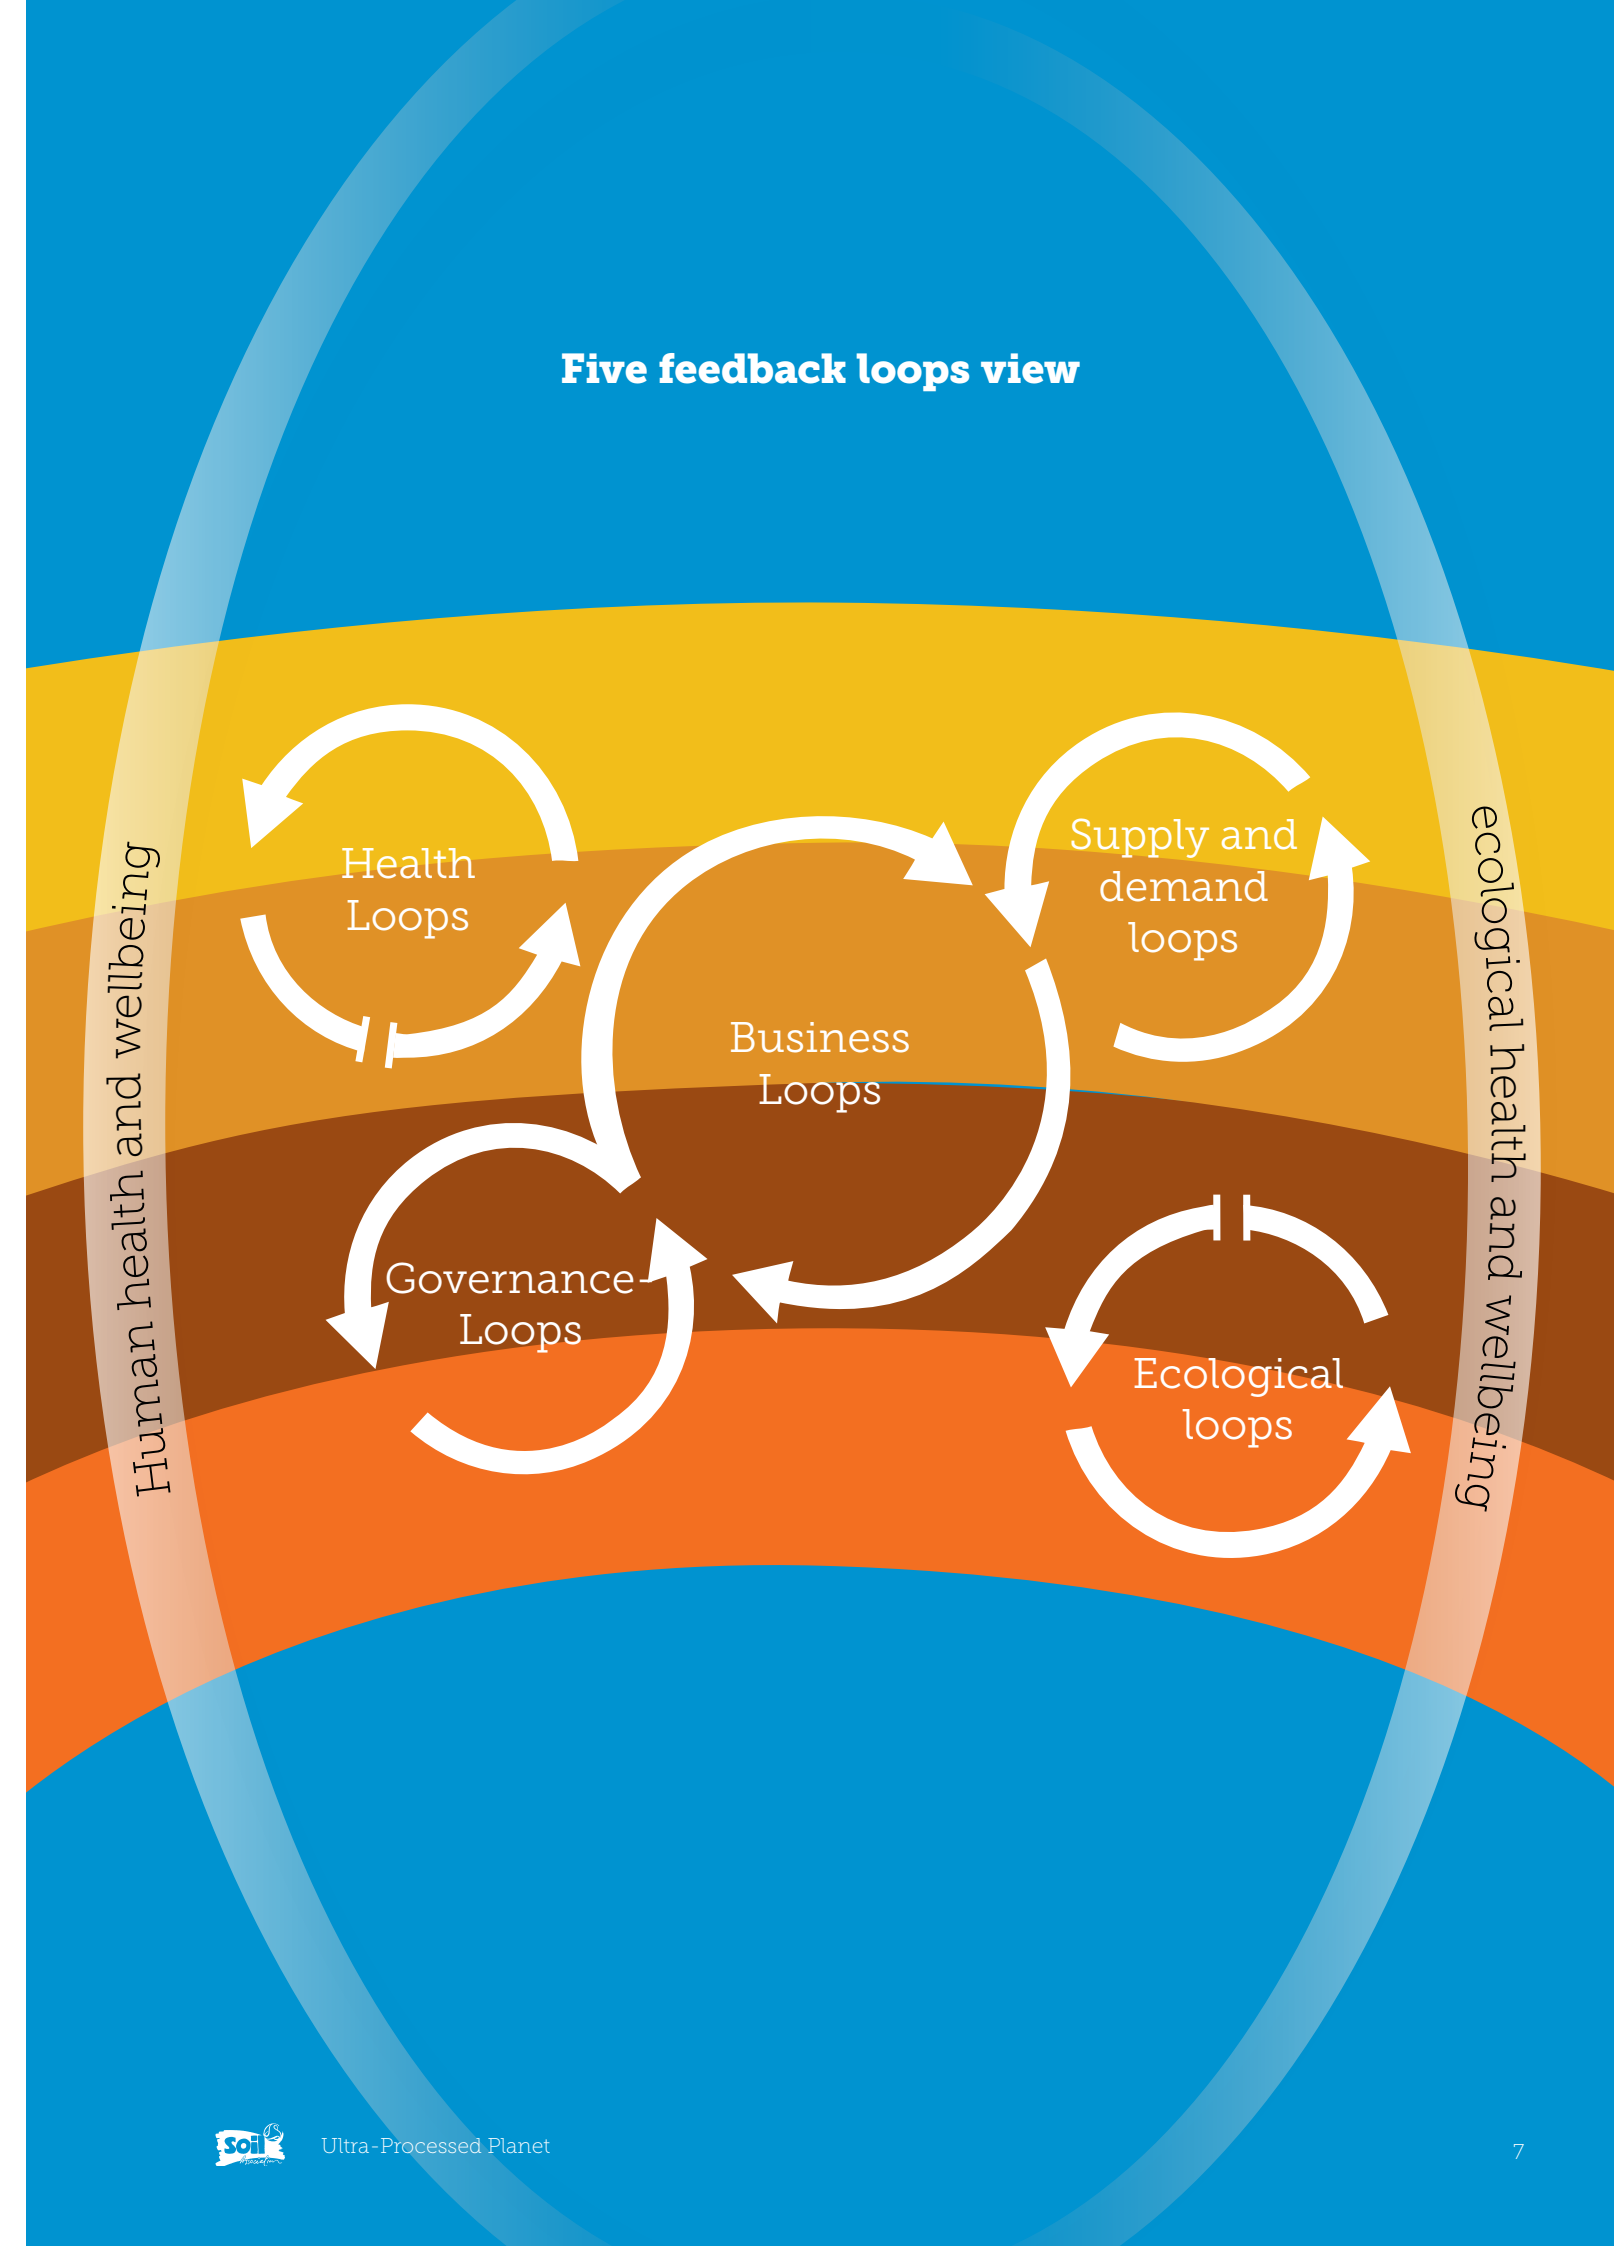 Five feedback loops view
Health
Loops
Supply and
demand
loops
Business
Loops
Governance-
Loops
Ecological
loops
Human health and wellbeing
ecological health and wellbeing
Soil
Association
Ultra-Processed Planet
7